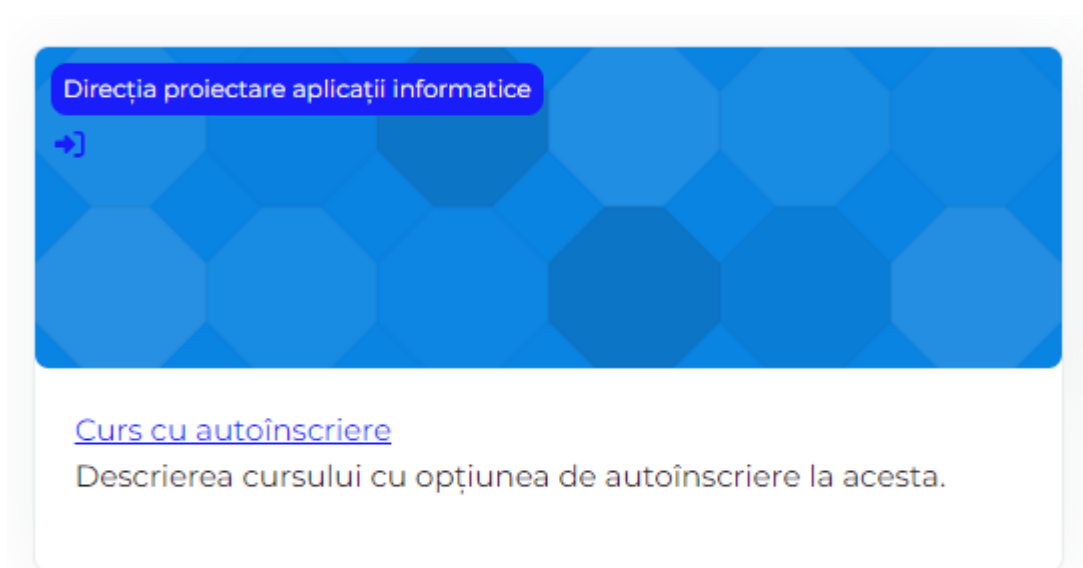 Direcția proiectare aplicații informatice
Curs cu autoînscriere
Descrierea cursului cu opțiunea de autoînscriere la acesta.